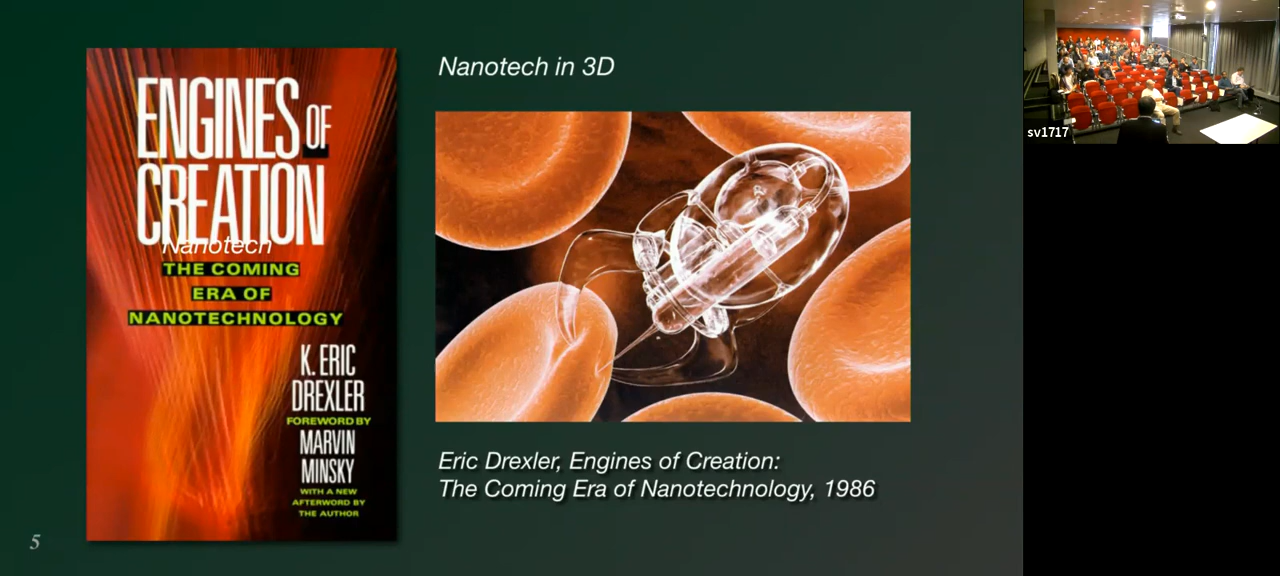 ENGINES OF
CREATION
Nanotech
THE COMING
ERA OF
NANOTECHNOLOGY
K. ERIC
DREXLER
FOREWORD BY
MARVIN
MINSKY
WITH A NEW
AFTERWORD BY
THE AUTHOR
Nanotech in 3D
Eric Drexler, Engines of Creation:
The Coming Era of Nanotechnology, 1986
5
sv1717